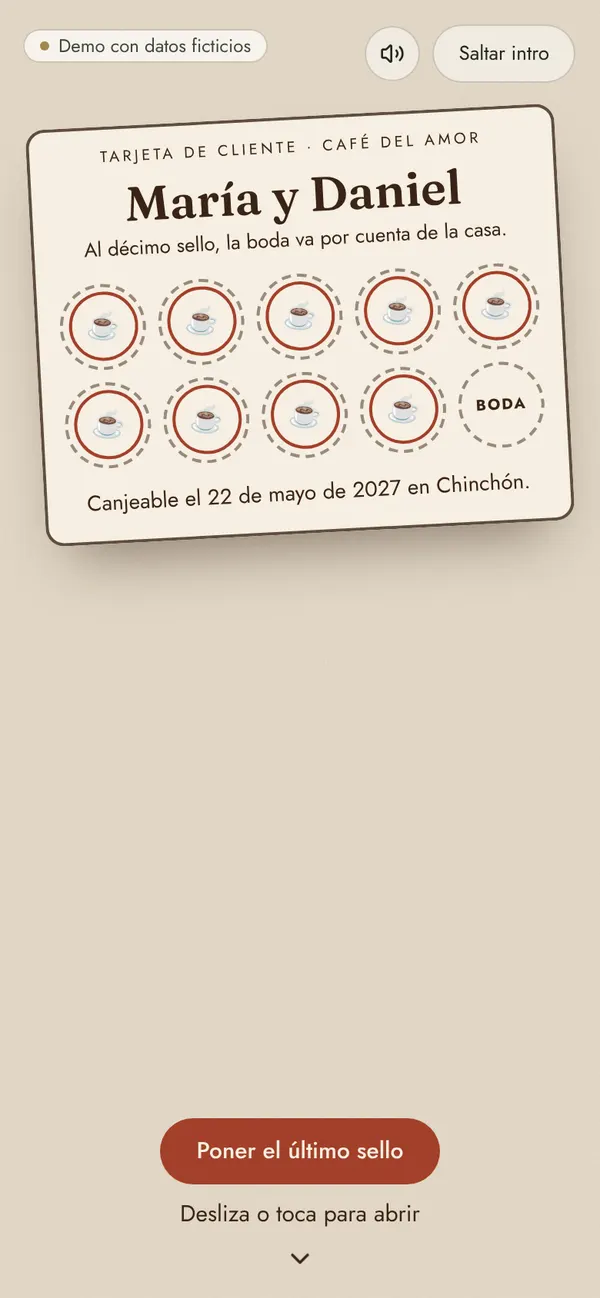 Demo con datos ficticios
Saltar intro
TARJETA DE CLIENTE · CAFÉ DEL AMOR
María y Daniel
Al décimo sello, la boda va por cuenta de la casa.
BODA
Canjeable el 22 de mayo de 2027 en Chinchón.
Poner el último sello
Desliza o toca para abrir